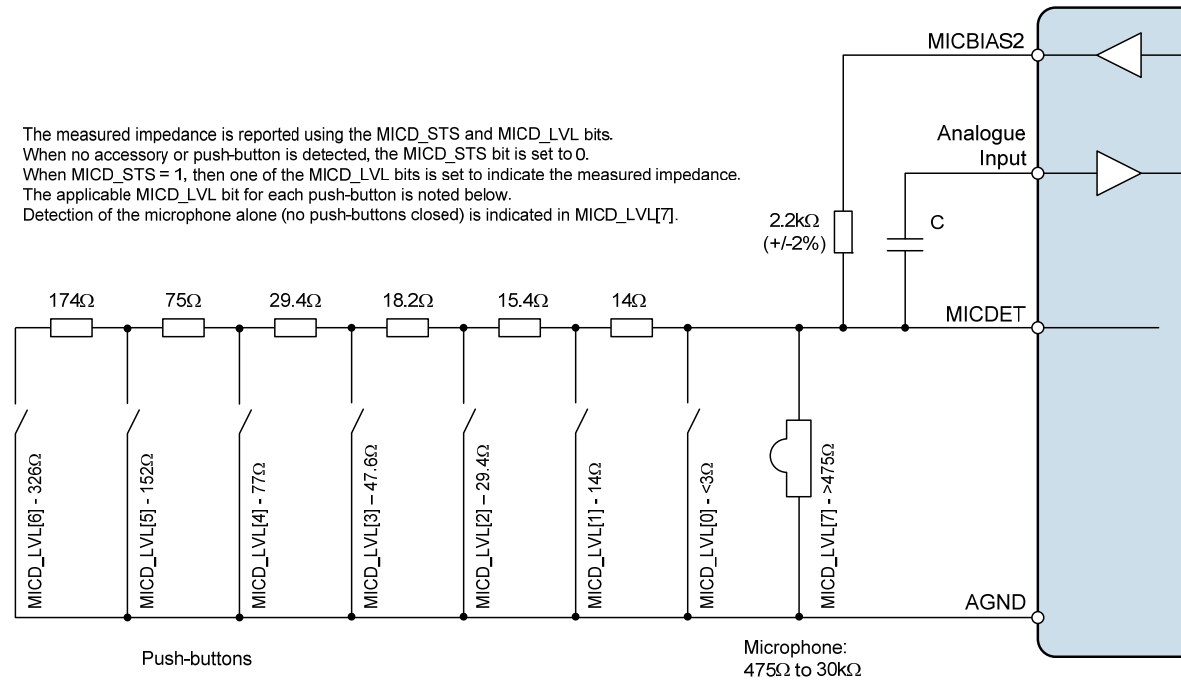 MICBIAS2
The measured impedance is reported using the MICD_STS and MICD_LVL bits.
When no accessory or push-button is detected, the MICD_STS bit is set to 0.
When MICD_STS = 1, then one of the MICD_LVL bits is set to indicate the measured impedance.
The applicable MICD_LVL bit for each push-button is noted below.
Detection of the microphone alone (no push-buttons closed) is indicated in MICD_LVL[7].
Analogue
Input
2.2kΩ
(+/-2%)
C
174Ω
75Ω
29.4Ω
18.2Ω
15.4Ω
14Ω
MICDET
MICD_LVL[6] - 326Ω
MICD_LVL[5] - 152Ω
MICD_LVL[4] - 77Ω
MICD_LVL[3] – 47.6Ω
MICD_LVL[2] – 29.4Ω
MICD_LVL[1] - 14Ω
MICD_LVL[0] - <3Ω
MICD_LVL[7] - >475Ω
AGND
Push-buttons
Microphone:
475Ω to 30kΩ